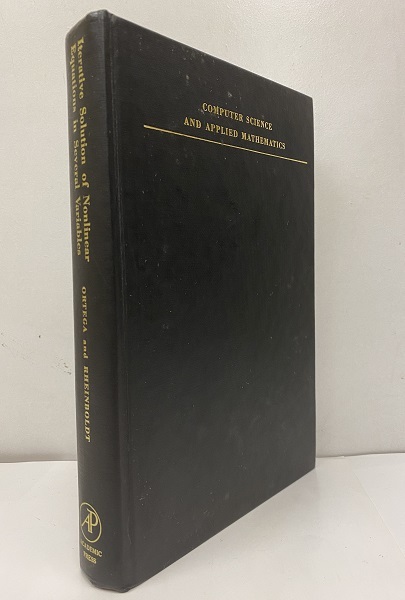 COMPUTER SCIENCE
AND APPLIED MATHEMATICS
Iterative Solution of Nonlinear
Equations in Several Variables
ORTEGA and RHEINBOLDT
AP
ACADEMIC
PRESS